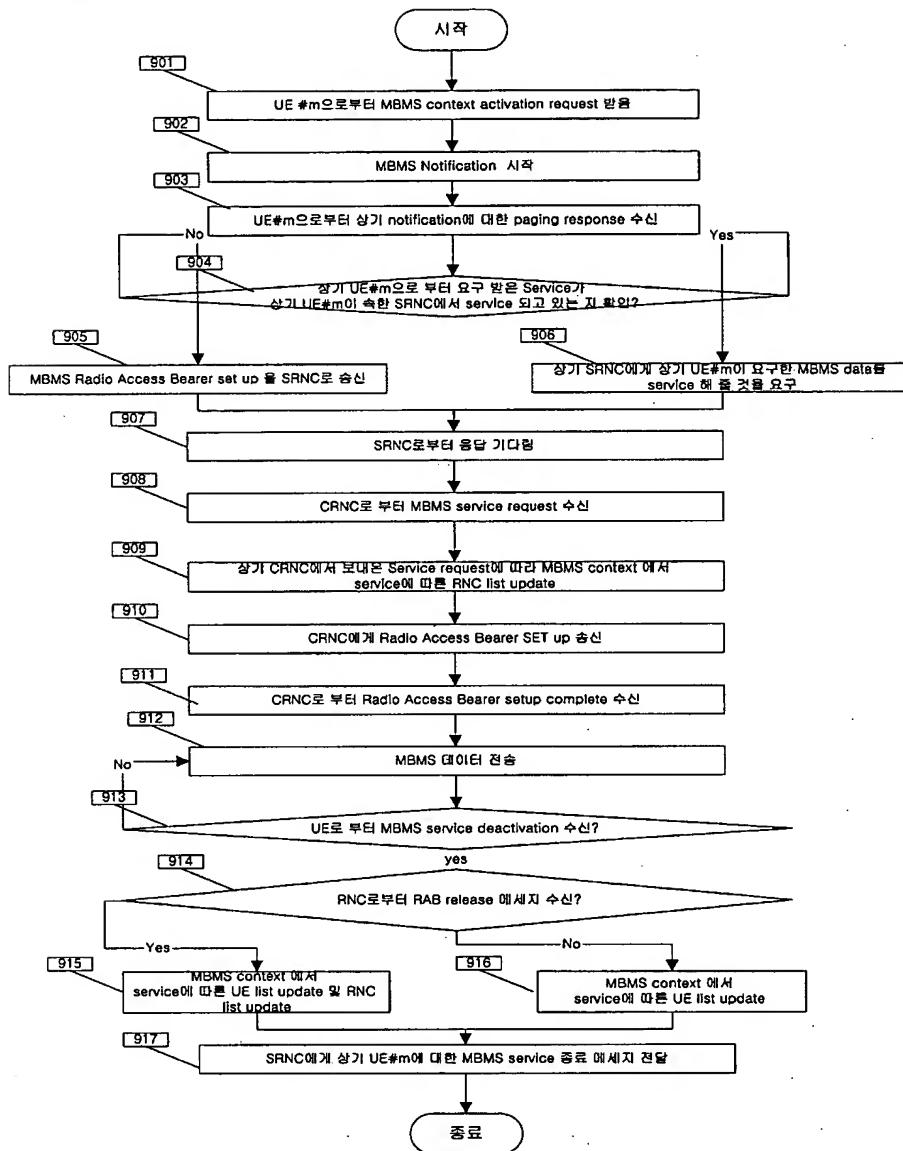 시작
901
UE #m으로부터 MBMS context activation request 받음
902
MBMS Notification 시작
903
UE#m으로부터 상기 notification에 대한 paging response 수신
No
Yes
904
상기 UE#m으로 부터 요구 받은 Service가
상기 UE#m이 속한 SRNC에서 service 되고 있는 지 확인?
905
MBMS Radio Access Bearer set up 을 SRNC로 송신
906
상기 SRNC에게 상기 UE#m이 요구한 MBMS data를
service 해 줄 것을 요구
907
SRNC로부터 응답 기다림
908
CRNC로 부터 MBMS service request 수신
909
상기 CRNC에서 보내온 Service request에 따라 MBMS context 에서
service에 따른 RNC list update
910
CRNC에게 Radio Access Bearer SET up 송신
911
CRNC로 부터 Radio Access Bearer setup complete 수신
912
MBMS 데이터 전송
No
913
UE로 부터 MBMS service deactivation 수신?
yes
914
RNC로부터 RAB release 메세지 수신?
Yes
No
915
MBMS context 에서
service에 따른 UE list update 및 RNC
list update
916
MBMS context 에서
service에 따른 UE list update
917
SRNC에게 상기 UE#m에 대한 MBMS service 종료 메세지 전달
종료